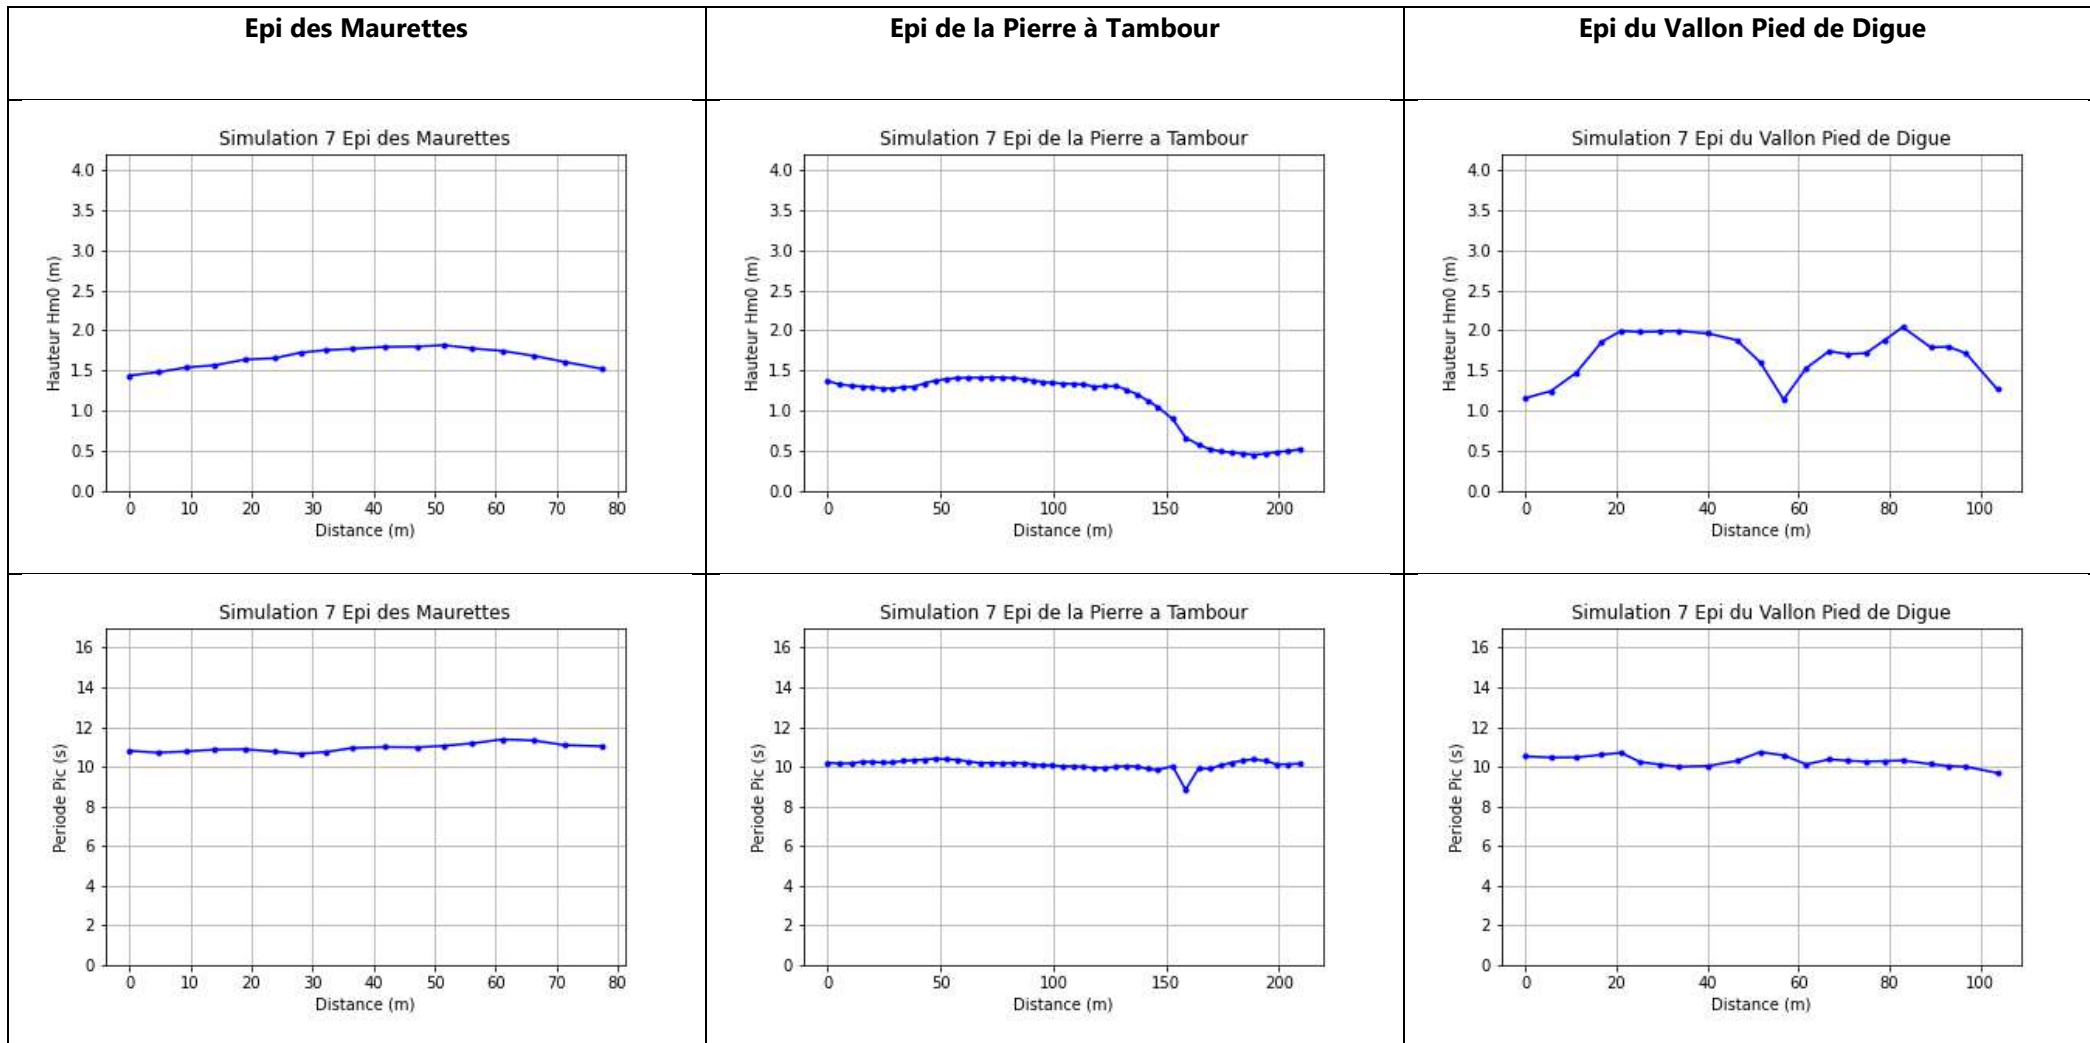 Epi des Maurettes
Epi de la Pierre à Tambour
Epi du Vallon Pied de Digue
Simulation 7 Epi des Maurettes
Hauteur Hm0 (m)
4.0
3.5
3.0
2.5
2.0
1.5
1.0
0.5
0.0
0 10 20 30 40 50 60 70 80
Distance (m)
Simulation 7 Epi de la Pierre a Tambour
Hauteur Hm0 (m)
4.0
3.5
3.0
2.5
2.0
1.5
1.0
0.5
0.0
0 50 100 150 200
Distance (m)
Simulation 7 Epi du Vallon Pied de Digue
Hauteur Hm0 (m)
4.0
3.5
3.0
2.5
2.0
1.5
1.0
0.5
0.0
0 20 40 60 80 100
Distance (m)
Simulation 7 Epi des Maurettes
Periode Pic (s)
16
14
12
10
8
6
4
2
0
0 10 20 30 40 50 60 70 80
Distance (m)
Simulation 7 Epi de la Pierre a Tambour
Periode Pic (s)
16
14
12
10
8
6
4
2
0
0 50 100 150 200
Distance (m)
Simulation 7 Epi du Vallon Pied de Digue
Periode Pic (s)
16
14
12
10
8
6
4
2
0
0 20 40 60 80 100
Distance (m)